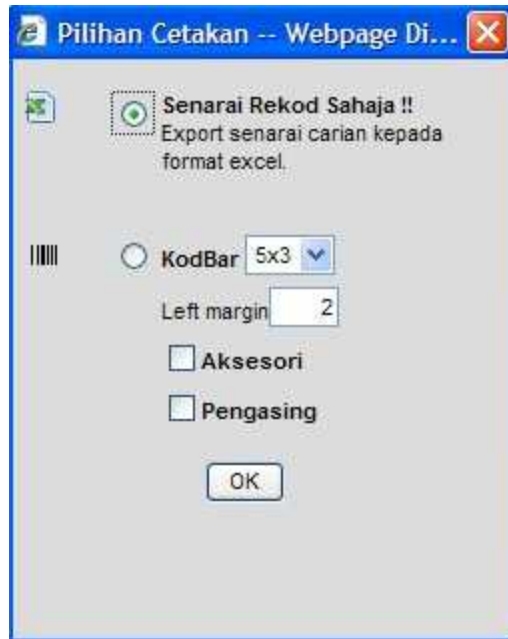 Pilihan Cetakan -- Webpage Di...
Senarai Rekod Sahaja !!
Export senarai carian kepada
format excel.
KodBar 5x3
Left margin 2
Aksesori
Pengasing
OK